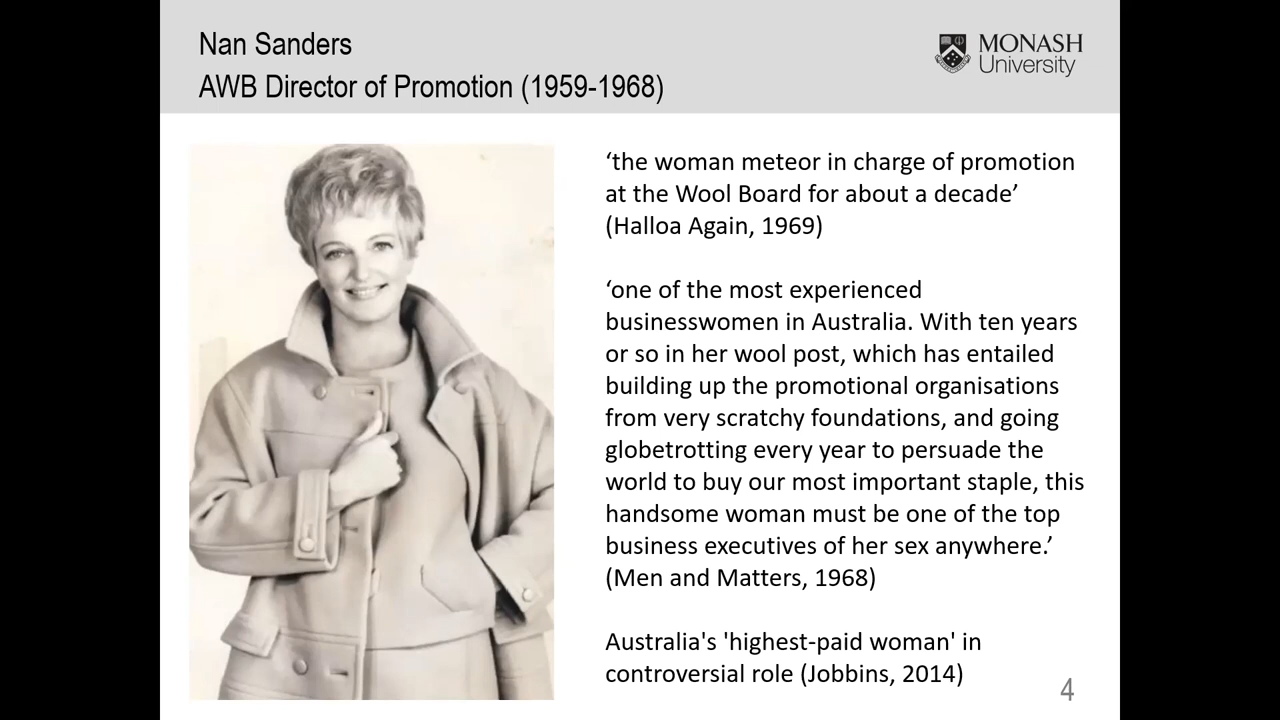 Nan Sanders
AWB Director of Promotion (1959-1968)
MONASH
University
‘the woman meteor in charge of promotion
at the Wool Board for about a decade’
(Halloa Again, 1969)
‘one of the most experienced
businesswomen in Australia. With ten years
or so in her wool post, which has entailed
building up the promotional organisations
from very scratchy foundations, and going
globetrotting every year to persuade the
world to buy our most important staple, this
handsome woman must be one of the top
business executives of her sex anywhere.’
(Men and Matters, 1968)
Australia's 'highest-paid woman' in
controversial role (Jobbins, 2014)
4